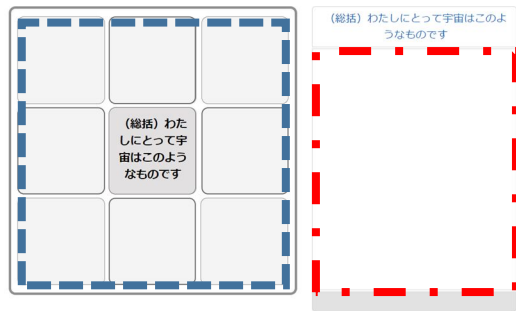 （総括）わた
しにとって宇
宙はこのよう
なものです
（総括）わたしにとって宇宙はこのよ
うなものです